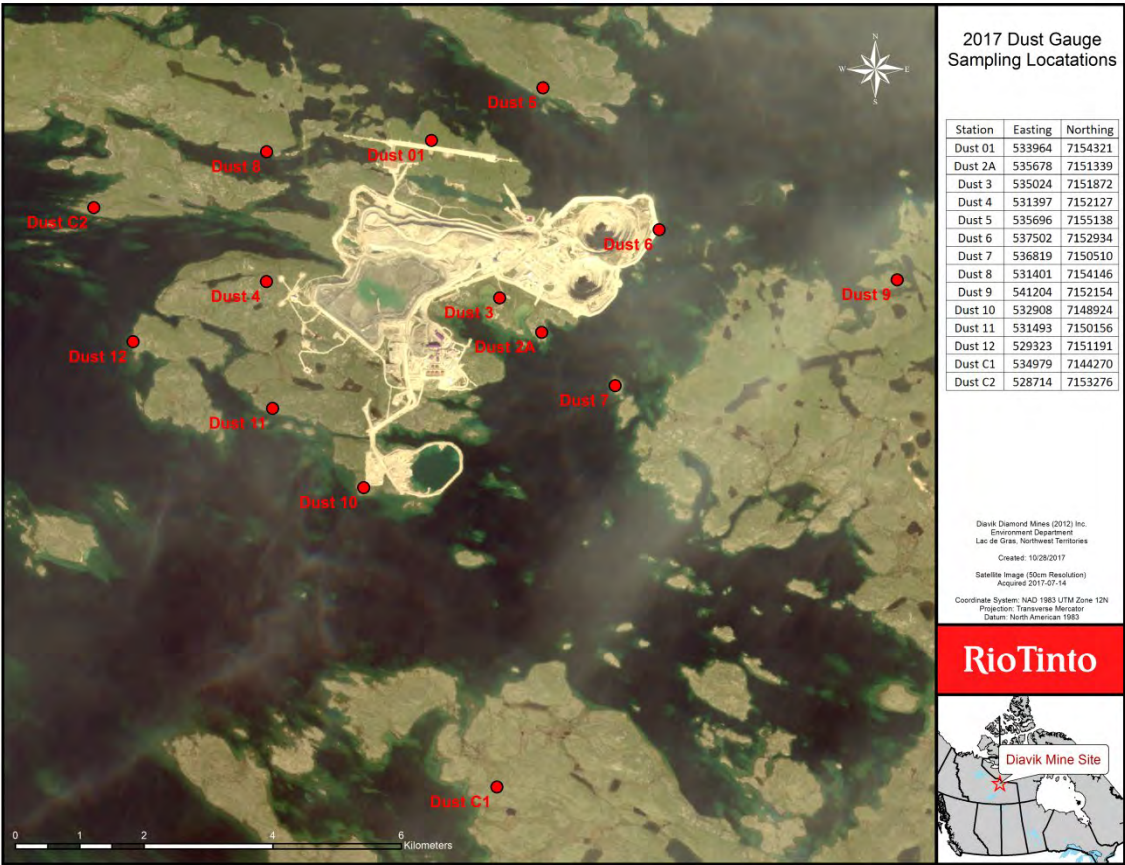 N
W E
S
Dust 5
Dust 01
Dust 8
Dust C2
Dust 6
Dust 4
Dust 3
Dust 9
Dust 12
Dust 2A
Dust 7
Dust 11
Dust 10
Dust C1
0 1 2 4 6
Kilometers
2017 Dust Gauge
Sampling Locatations
Station Easting Northing
Dust 01 533964 7154321
Dust 2A 535678 7151339
Dust 3 535024 7151872
Dust 4 531397 7152127
Dust 5 535696 7155138
Dust 6 537502 7152934
Dust 7 536819 7150510
Dust 8 531401 7154146
Dust 9 541204 7152154
Dust 10 532908 7148924
Dust 11 531493 7150156
Dust 12 529323 7151191
Dust C1 534979 7144270
Dust C2 528714 7153276
Diavik Diamond Mines (2012) Inc.
Environment Department
Lac de Gras, Northwest Territories
Created: 10/28/2017
Satellite Image (50cm Resolution)
Acquired 2017-07-14
Coordinate System: NAD 1983 UTM Zone 12N
Projection: Transverse Mercator
Datum: North American 1983
RioTinto
Diavik Mine Site